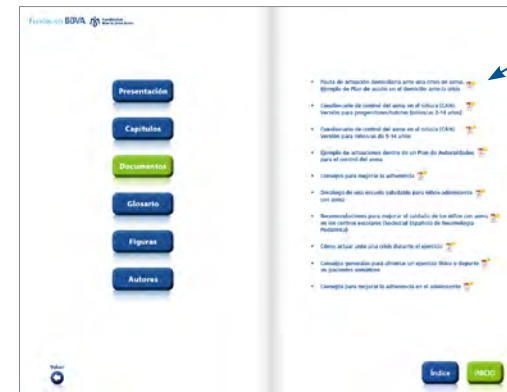 Fundación BBVA
Presentación
Capítulos
Documentos
Glosario
Figuras
Autores
Volver
• Pauta de actuación domiciliaria ante una crisis de asma.
Ejemplo de Plan de acción en el domicilio ante la crisis
• Cuestionario de control del asma en el niño/a (CAN)
Versión para progenitores/tutores (niños/as 2-14 años)
• Cuestionario de control del asma en el niño/a (CAN)
Versión para niños/as de 9-14 años
• Ejemplo de actuaciones dentro de un Plan de Autocuidados
para el control del asma
• Consejos para mejorar la adherencia
• Decálogo de una escuela saludable para niños adolescente
con asma
• Recomendaciones para mejorar el cuidado de los niños con asma
en los centros escolares (Sociedad Española de Neumología
Pediátrica)
• Cómo actuar ante una crisis durante el ejercicio
• Consejos generales para ofrecer un ejercicio físico y deporte
en pacientes asmáticos
• Consejos para mejorar la adherencia en el adolescente
Índice
INICIO